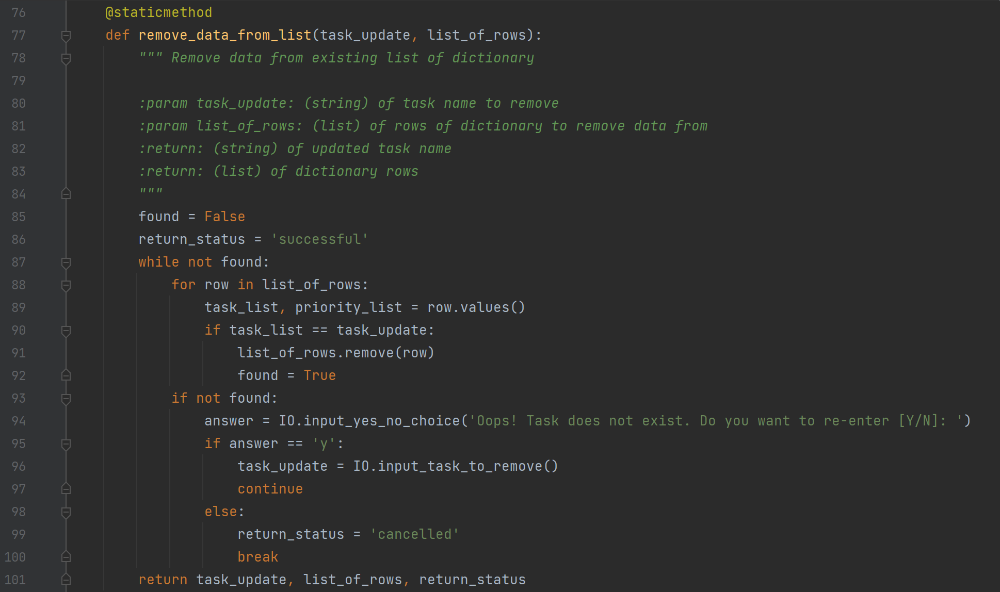 76 @staticmethod
77 def remove_data_from_list(task_update, list_of_rows):
78 """ Remove data from existing list of dictionary
79
80 :param task_update: (string) of task name to remove
81 :param list_of_rows: (list) of rows of dictionary to remove data from
82 :return: (string) of updated task name
83 :return: (list) of dictionary rows
84 """
85 found = False
86 return_status = 'successful'
87 while not found:
88 for row in list_of_rows:
89 task_list, priority_list = row.values()
90 if task_list == task_update:
91 list_of_rows.remove(row)
92 found = True
93 if not found:
94 answer = IO.input_yes_no_choice('Oops! Task does not exist. Do you want to re-enter [Y/N]: ')
95 if answer == 'y':
96 task_update = IO.input_task_to_remove()
97 continue
98 else:
99 return_status = 'cancelled'
100 break
101 return task_update, list_of_rows, return_status